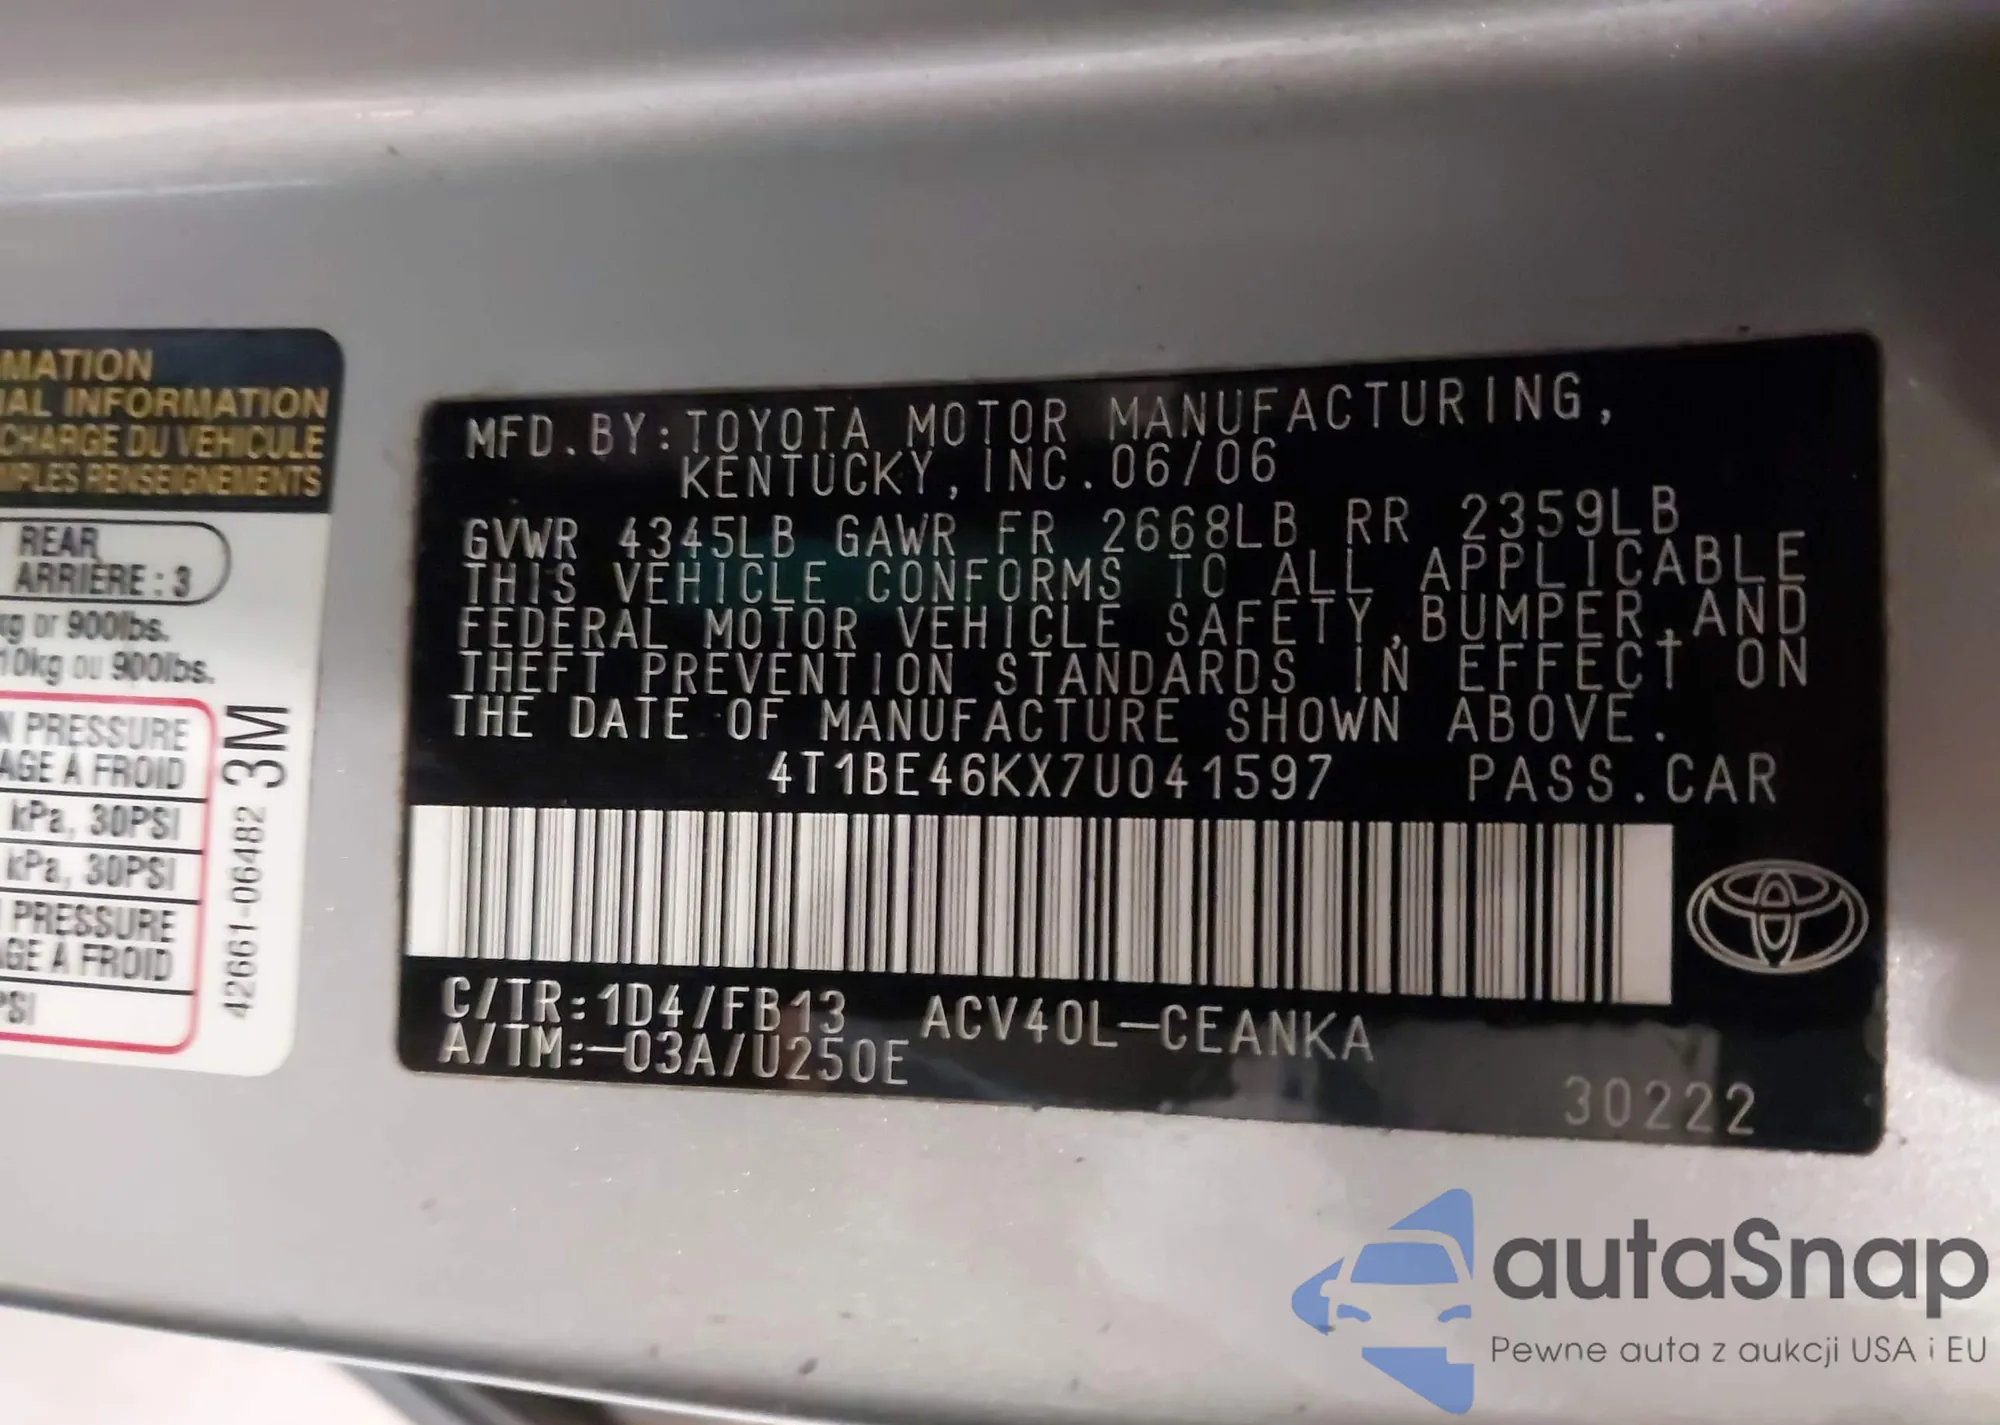 MATION
IAL INFORMATION
CHARGE DU VÉHICULE
MPLES RENSEIGNEMENTS
REAR
ARRIÈRE : 3
kg or 900lbs.
10kg ou 900lbs.
N PRESSURE
AGE À FROID
kPa, 30PSI
kPa, 30PSI
N PRESSURE
AGE À FROID
PSI
42661-06482 3M
MFD.BY:TOYOTA MOTOR MANUFACTURING,
KENTUCKY, INC.06/06
GVWR 4345LB GAWR FR 2668LB RR 2359LB
THIS VEHICLE CONFORMS TO ALL APPLICABLE
FEDERAL MOTOR VEHICLE SAFETY,BUMPER,AND
THEFT PREVENTION STANDARDS IN EFFECT ON
THE DATE OF MANUFACTURE SHOWN ABOVE.
4T1BE46KX7U041597 PASS.CAR
C/TR:1D4/FB13 ACV40L-CEANKA
A/TM:-03A/U250E
30222
autaSnap
Pewne auta z aukcji USA i EU